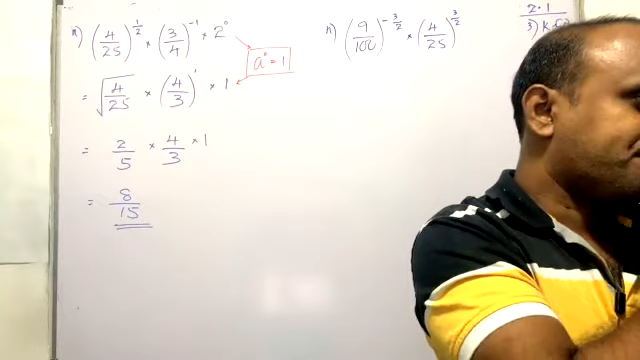 x) (4/25)^(1/2) × (3/4)^(-1) × 2^0
a^0 = 1
= √(4/25) × (4/3)^1 × 1
= 2/5 × 4/3 × 1
= 8/15
n) (9/100)^(-3/2) × (4/25)^(3/2)
2.1
3)